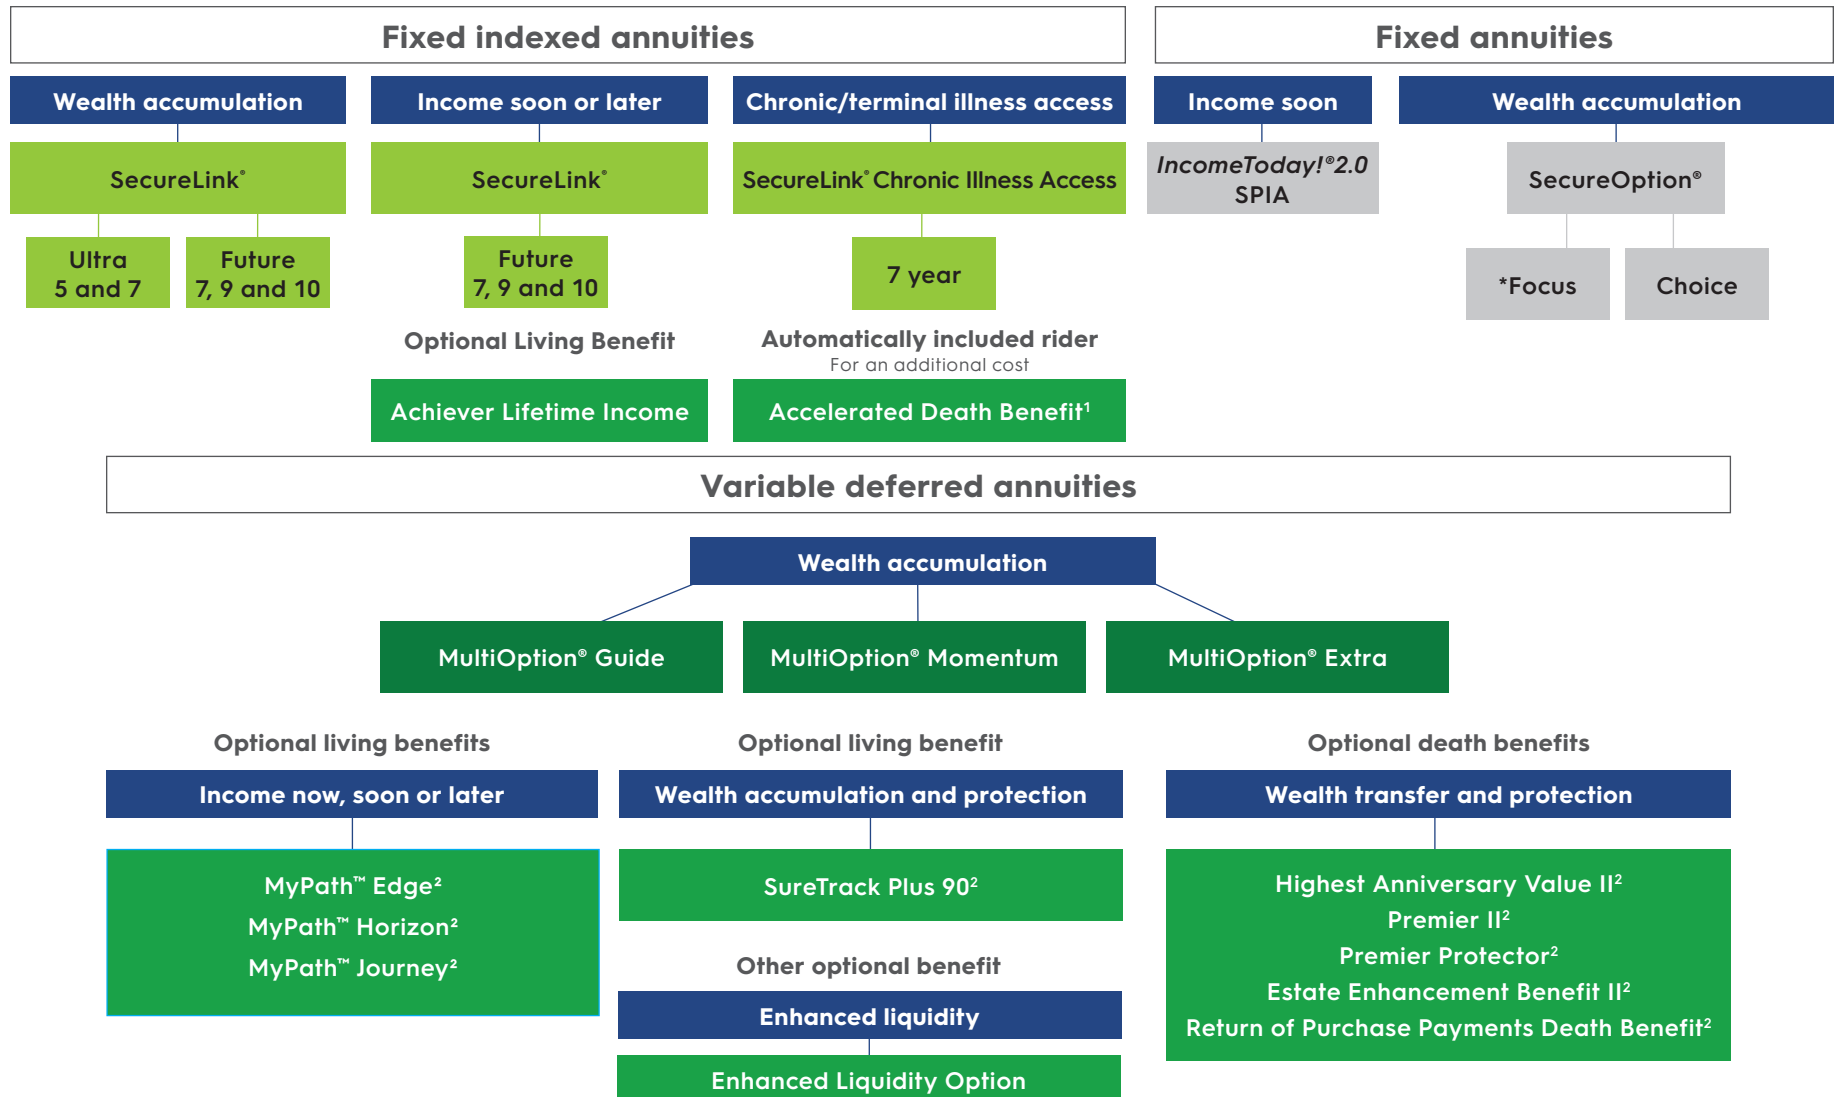 Fixed indexed annuities
Fixed annuities
Wealth accumulation
Income soon or later
Chronic/terminal illness access
Income soon
Wealth accumulation
SecureLink®
SecureLink®
SecureLink® Chronic Illness Access
IncomeToday!®2.0
SPIA
SecureOption®
Ultra
5 and 7
Future
7, 9 and 10
Future
7, 9 and 10
7 year
*Focus
Choice
Optional Living Benefit
Automatically included rider
For an additional cost
Achiever Lifetime Income
Accelerated Death Benefit¹
Variable deferred annuities
Wealth accumulation
MultiOption® Guide
MultiOption® Momentum
MultiOption® Extra
Optional living benefits
Income now, soon or later
MyPath™ Edge²
MyPath™ Horizon²
MyPath™ Journey²
Optional living benefit
Wealth accumulation and protection
SureTrack Plus 90²
Other optional benefit
Enhanced liquidity
Enhanced Liquidity Option
Optional death benefits
Wealth transfer and protection
Highest Anniversary Value II²
Premier II²
Premier Protector²
Estate Enhancement Benefit II²
Return of Purchase Payments Death Benefit²